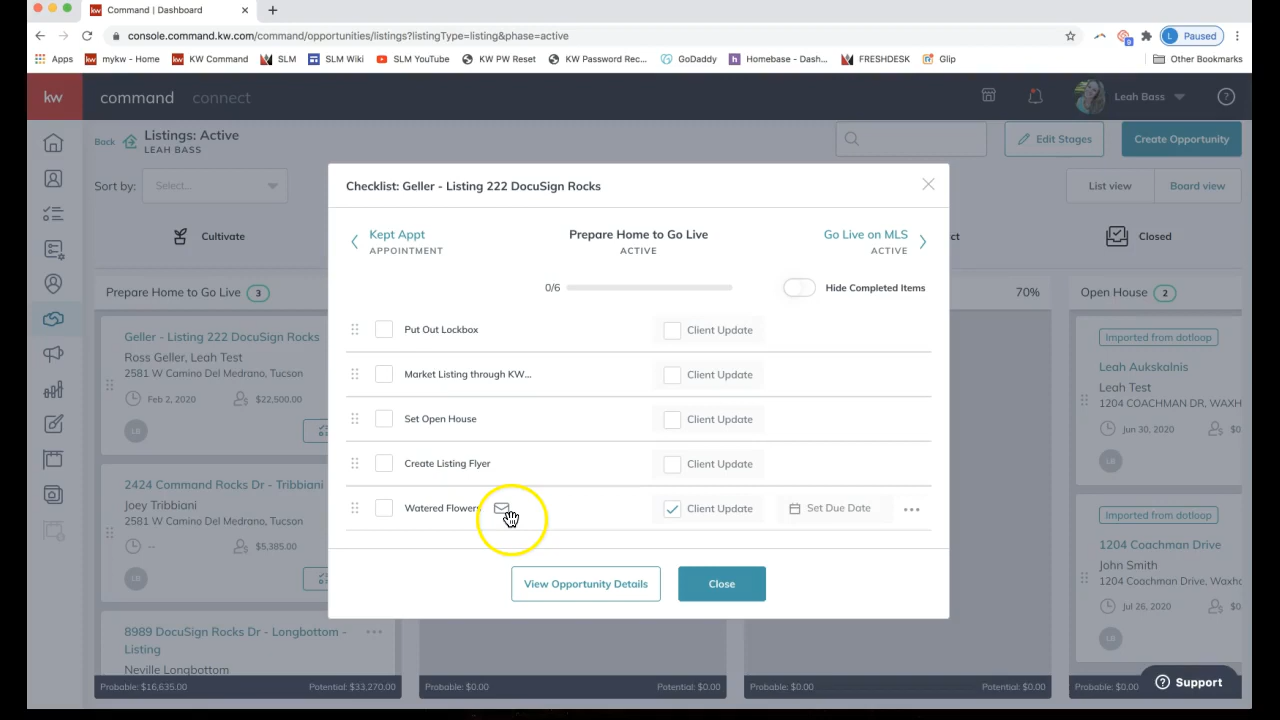 kw Command | Dashboard
console.command.kw.com/command/opportunities/listings?listingType=listing&phase=active
L Paused
Apps kw mykw - Home kw KW Command SLM SLM Wiki SLM YouTube KW PW Reset KW Password Rec... GoDaddy h Homebase - Dash... FRESHDESK Glip Other Bookmarks
kw command connect Leah Bass ?
Back Listings: Active
LEAH BASS
Edit Stages Create Opportunity
Sort by: Select... List view Board view
Cultivate ct Closed
Prepare Home to Go Live 3 70% Open House 2
Geller - Listing 222 DocuSign Rocks
Ross Geller, Leah Test
2581 W Camino Del Medrano, Tucson
Feb 2, 2020 $22,500.00
LB
2424 Command Rocks Dr - Tribbiani
Joey Tribbiani
2581 W Camino Del Medrano, Tucson
-- $5,385.00
LB
8989 DocuSign Rocks Dr - Longbottom -
Listing
Neville Longbottom
Probable: $16,635.00 Potential: $33,270.00
Probable: $0.00 Potential: $0.00
Probable: $0.00 Potential: $0.00
Checklist: Geller - Listing 222 DocuSign Rocks
Kept Appt
APPOINTMENT
Prepare Home to Go Live
ACTIVE
Go Live on MLS
ACTIVE
0/6 Hide Completed Items
Put Out Lockbox Client Update
Market Listing through KW... Client Update
Set Open House Client Update
Create Listing Flyer Client Update
Watered Flowers Client Update Set Due Date
View Opportunity Details Close
Imported from dotloop
Leah Aukskalnis
Leah Test
1204 COACHMAN DR, WAXH
Jun 30, 2020 $0
LB
Imported from dotloop
1204 Coachman Drive
John Smith
1204 Coachman Drive, Waxho
Jul 26, 2020 $0.
LB
Probable: $0.00
? Support